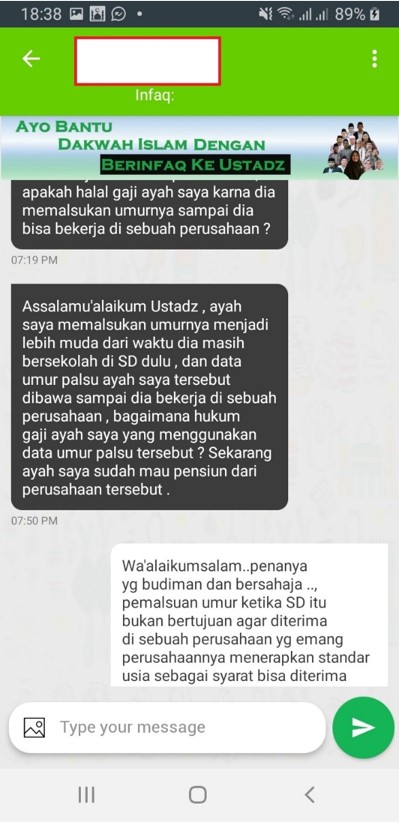 18:38
89%
Infaq:
AYO BANTU
DAKWAH ISLAM DENGAN
BERINFAQ KE USTADZ
apakah halal gaji ayah saya karna dia
memalsukan umurnya sampai dia
bisa bekerja di sebuah perusahaan ?
07:19 PM
Assalamu'alaikum Ustadz , ayah
saya memalsukan umurnya menjadi
lebih muda dari waktu dia masih
bersekolah di SD dulu , dan data
umur palsu ayah saya tersebut
dibawa sampai dia bekerja di sebuah
perusahaan , bagaimana hukum
gaji ayah saya yang menggunakan
data umur palsu tersebut ? Sekarang
ayah saya sudah mau pensiun dari
perusahaan tersebut .
07:50 PM
Wa'alaikumsalam..penanya
yg budiman dan bersahaja ..,
pemalsuan umur ketika SD itu
bukan bertujuan agar diterima
di sebuah perusahaan yg emang
perusahaannya menerapkan standar
usia sebagai syarat bisa diterima
Type your message